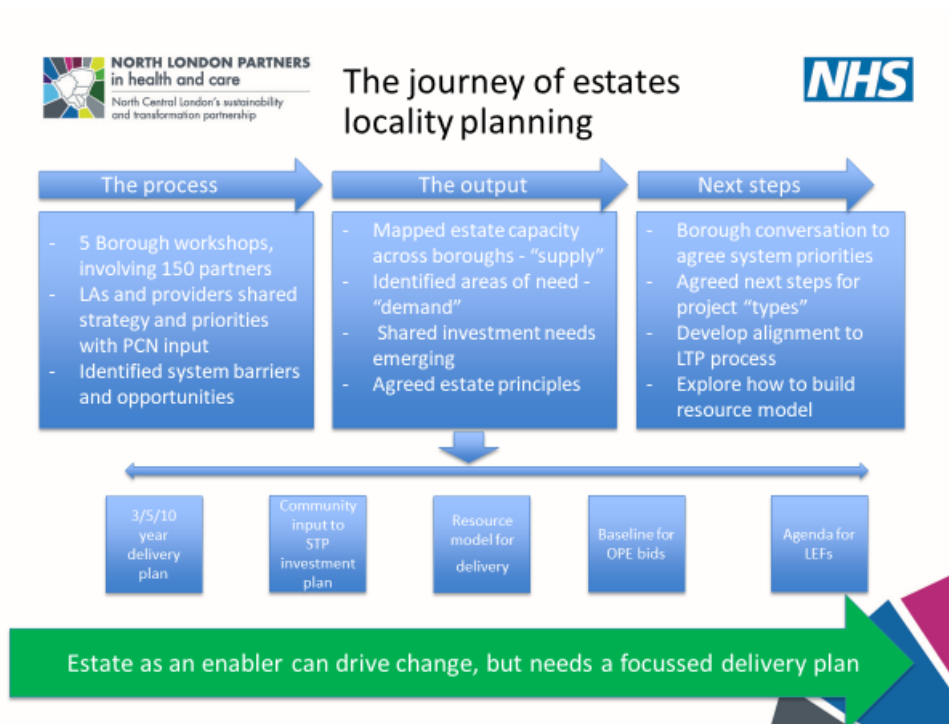 NORTH LONDON PARTNERS
in health and care
North Central London's sustainability
and transformation partnership
The journey of estates
locality planning
NHS
The process
- 5 Borough workshops,
involving 150 partners
- LAs and providers shared
strategy and priorities
with PCN input
- Identified system barriers
and opportunities
The output
- Mapped estate capacity
across boroughs - “supply”
- Identified areas of need -
“demand”
- Shared investment needs
emerging
- Agreed estate principles
Next steps
- Borough conversation to
agree system priorities
- Agreed next steps for
project “types”
- Develop alignment to
LTP process
- Explore how to build
resource model
3/5/10
year
delivery
plan
Community
input to
STP
investment
plan
Resource
model for
delivery
Baseline for
OPE bids
Agenda for
LEFs
Estate as an enabler can drive change, but needs a focussed delivery plan